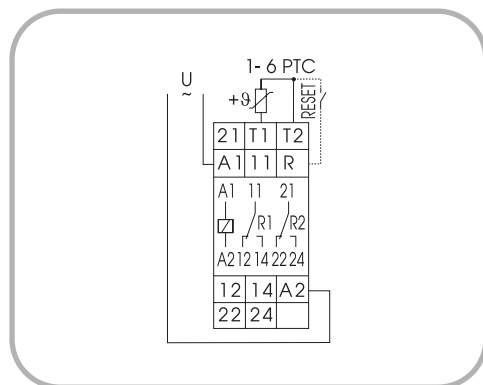 1- 6 PTC
U
~
+ϑ
RESET
21 T1 T2
A1 11 R
A1 11 21
R1 R2
A2 12 14 22 24
12 14 A2
22 24